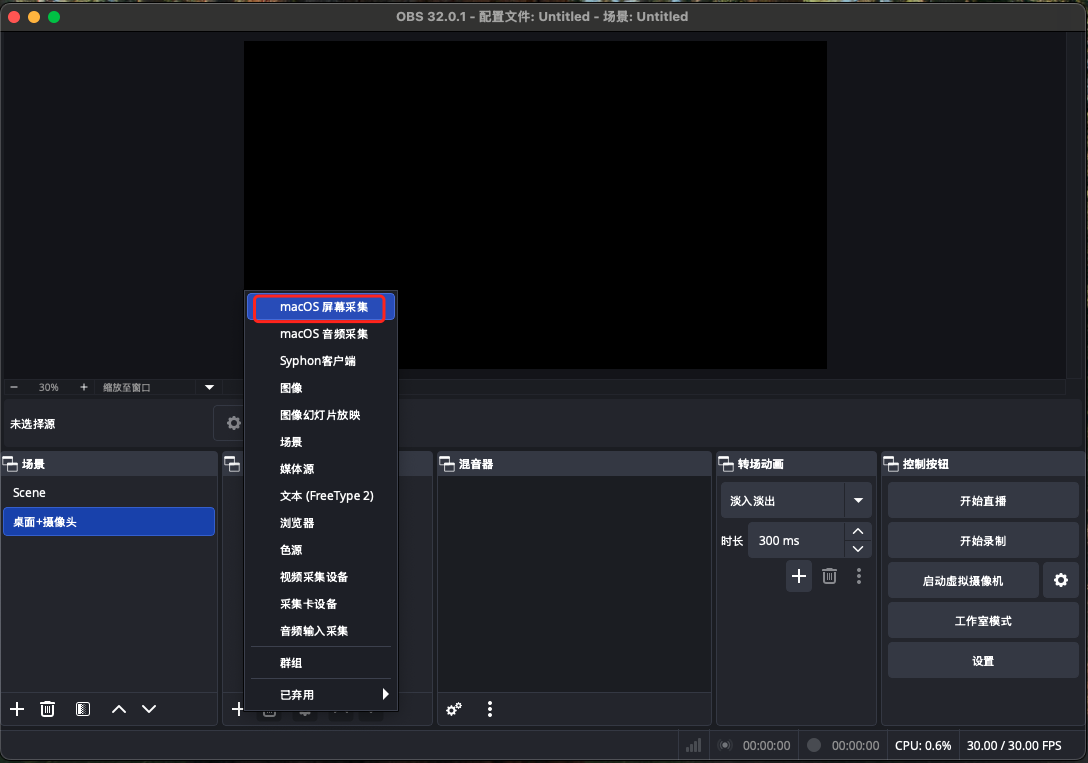 OBS 32.0.1 - 配置文件: Untitled - 场景: Untitled
macOS 屏幕采集
macOS 音频采集
Syphon客户端
图像
图像幻灯片放映
场景
媒体源
文本 (FreeType 2)
浏览器
色源
视频采集设备
采集卡设备
音频输入采集
群组
已弃用
30%
缩放至窗口
未选择源
场景
Scene
桌面+摄像头
混音器
转场动画
淡入淡出
时长
300 ms
控制按钮
开始直播
开始录制
启动虚拟摄像机
工作室模式
设置
00:00:00
00:00:00
CPU: 0.6%
30.00 / 30.00 FPS